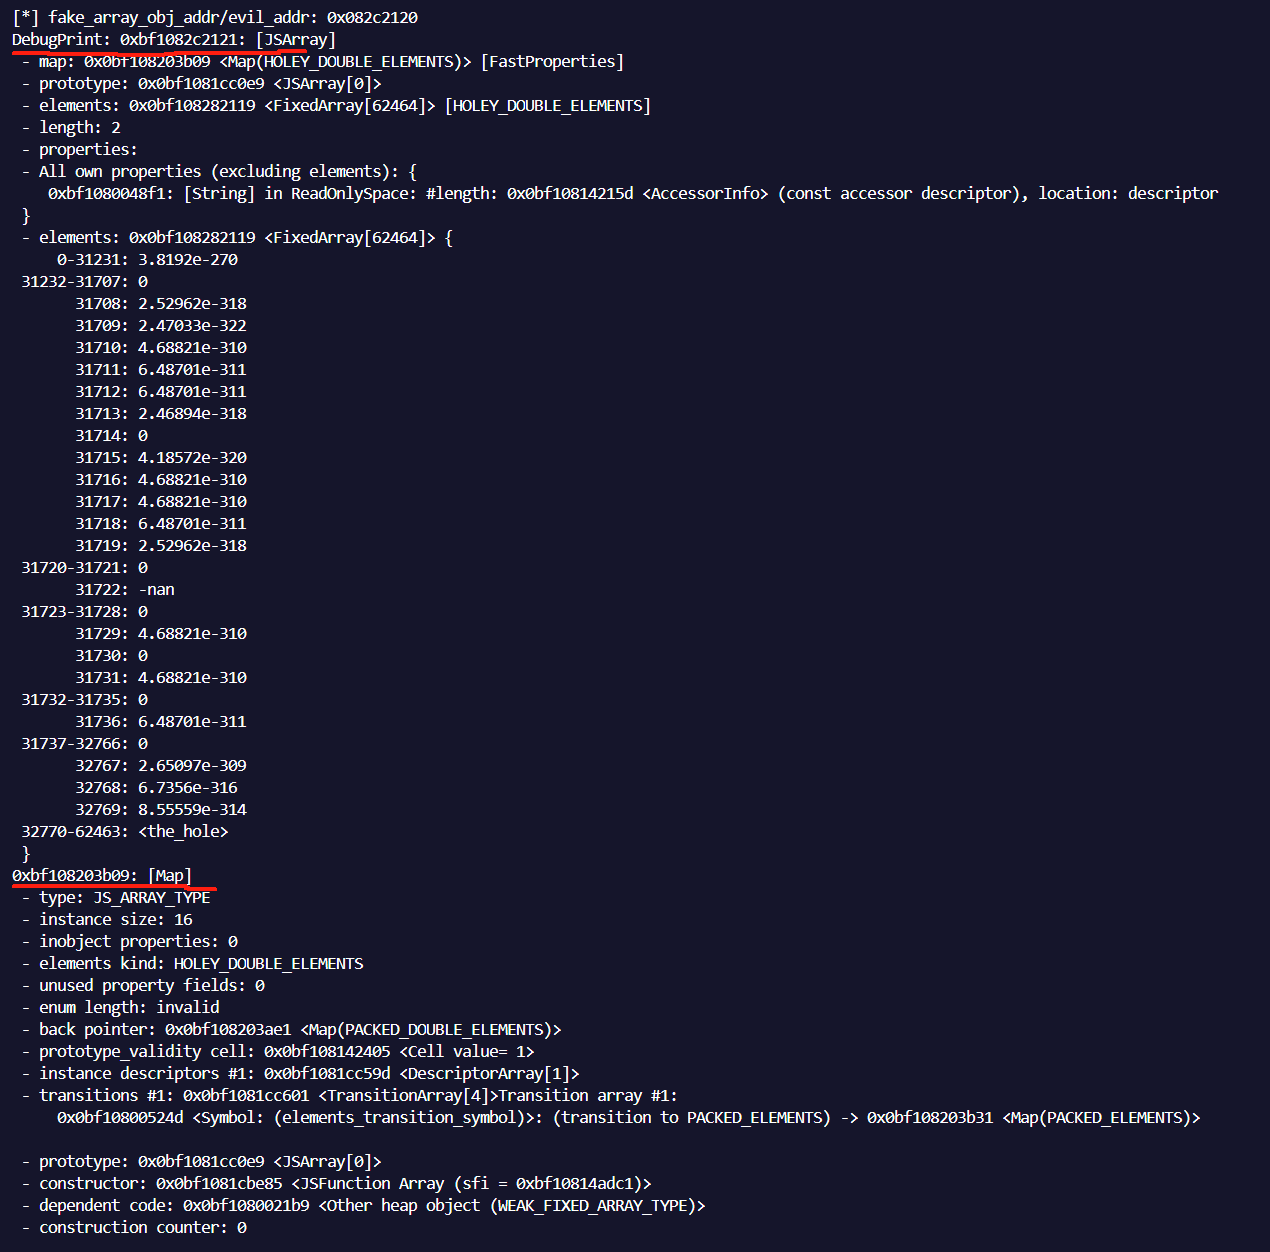 [*] fake_array_obj_addr/evil_addr: 0x082c2120
DebugPrint: 0xbf1082c2121: [JSArray]
- map: 0x0bf108203b09 <Map(HOLEY_DOUBLE_ELEMENTS)> [FastProperties]
- prototype: 0x0bf1081cc0e9 <JSArray[0]>
- elements: 0x0bf108282119 <FixedArray[62464]> [HOLEY_DOUBLE_ELEMENTS]
- length: 2
- properties:
- All own properties (excluding elements): {
0xbf1080048f1: [String] in ReadOnlySpace: #length: 0x0bf10814215d <AccessorInfo> (const accessor descriptor), location: descriptor
}
- elements: 0x0bf108282119 <FixedArray[62464]> {
0-31231: 3.8192e-270
31232-31707: 0
31708: 2.52962e-318
31709: 2.47033e-322
31710: 4.68821e-310
31711: 6.48701e-311
31712: 6.48701e-311
31713: 2.46894e-318
31714: 0
31715: 4.18572e-320
31716: 4.68821e-310
31717: 4.68821e-310
31718: 6.48701e-311
31719: 2.52962e-318
31720-31721: 0
31722: -nan
31723-31728: 0
31729: 4.68821e-310
31730: 0
31731: 4.68821e-310
31732-31735: 0
31736: 6.48701e-311
31737-32766: 0
32767: 2.65097e-309
32768: 6.7356e-316
32769: 8.55559e-314
32770-62463: <the_hole>
}
0xbf108203b09: [Map]
- type: JS_ARRAY_TYPE
- instance size: 16
- inobject properties: 0
- elements kind: HOLEY_DOUBLE_ELEMENTS
- unused property fields: 0
- enum length: invalid
- back pointer: 0x0bf108203ae1 <Map(PACKED_DOUBLE_ELEMENTS)>
- prototype_validity cell: 0x0bf108142405 <Cell value= 1>
- instance descriptors #1: 0x0bf1081cc59d <DescriptorArray[1]>
- transitions #1: 0x0bf1081cc601 <TransitionArray[4]>Transition array #1:
0x0bf10800524d <Symbol: (elements_transition_symbol)>: (transition to PACKED_ELEMENTS) -> 0x0bf108203b31 <Map(PACKED_ELEMENTS)>
- prototype: 0x0bf1081cc0e9 <JSArray[0]>
- constructor: 0x0bf1081cbe85 <JSFunction Array (sfi = 0xbf10814adc1)>
- dependent code: 0x0bf1080021b9 <Other heap object (WEAK_FIXED_ARRAY_TYPE)>
- construction counter: 0